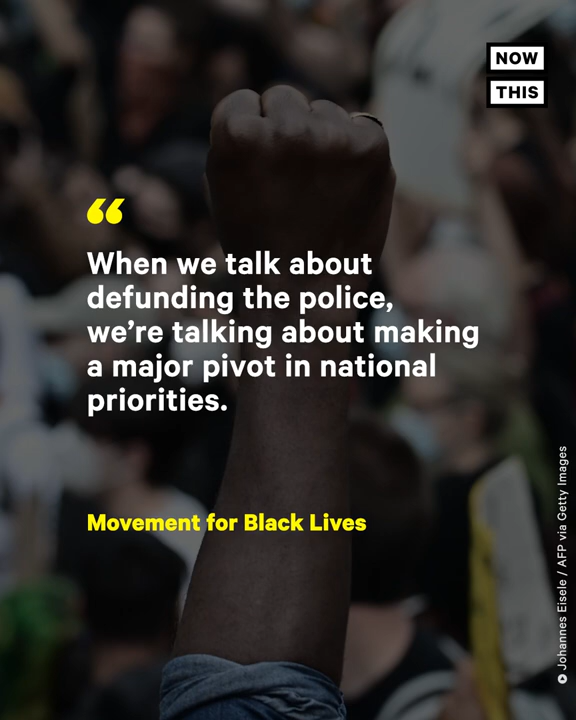 NOW
THIS
“
When we talk about
defunding the police,
we’re talking about making
a major pivot in national
priorities.
Movement for Black Lives
Johannes Eisele / AFP via Getty Images